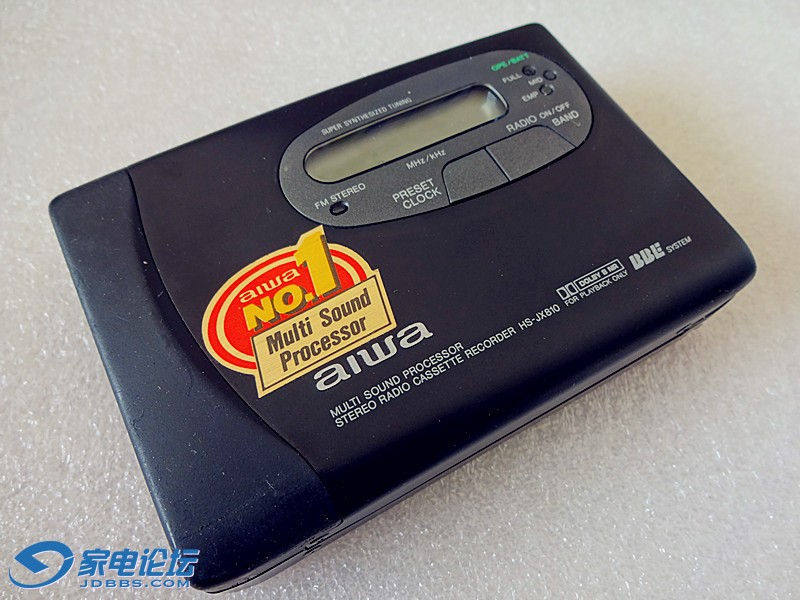 OPE/BATT
FULL
MID
EMP
SUPER SYNTHESIZED TUNING
MHz/kHz
RADIO ON/OFF
BAND
FM STEREO
PRESET
CLOCK
aiwa
NO.1
Multi Sound
Processor
aiwa
MULTI SOUND PROCESSOR
STEREO RADIO CASSETTE RECORDER HS-JX810
DOLBY B NR
FOR PLAYBACK ONLY
BBE SYSTEM
家电论坛
JDBBS.COM